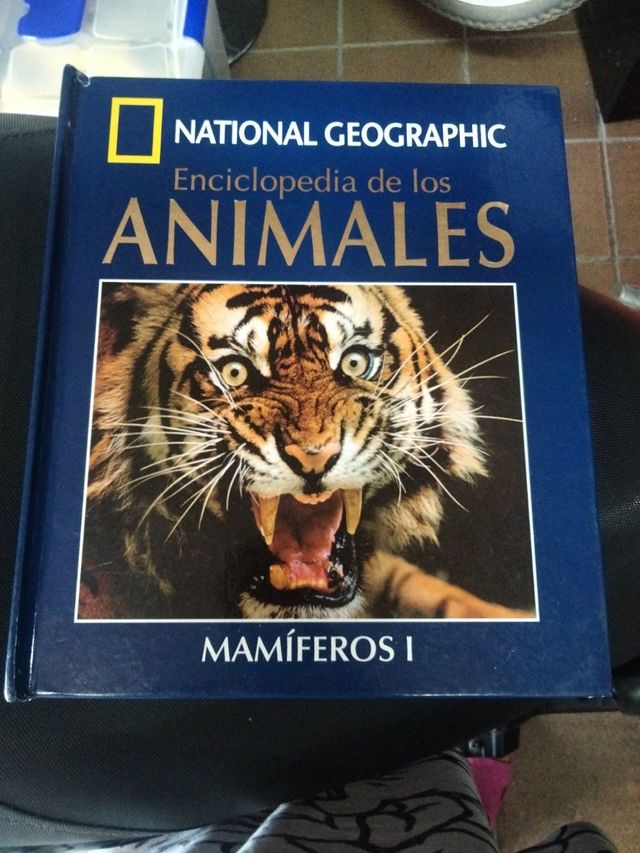 NATIONAL GEOGRAPHIC
Enciclopedia de los
ANIMALES
MAMÍFEROS I